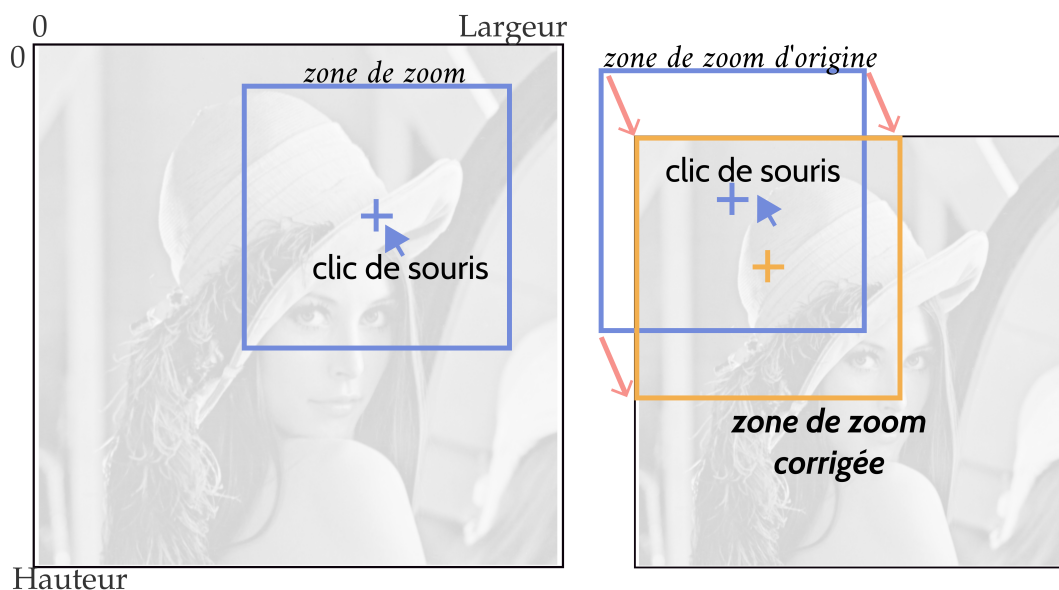 0
Largeur
0
zone de zoom
clic de souris
Hauteur
zone de zoom d'origine
clic de souris
zone de zoom
corrigée